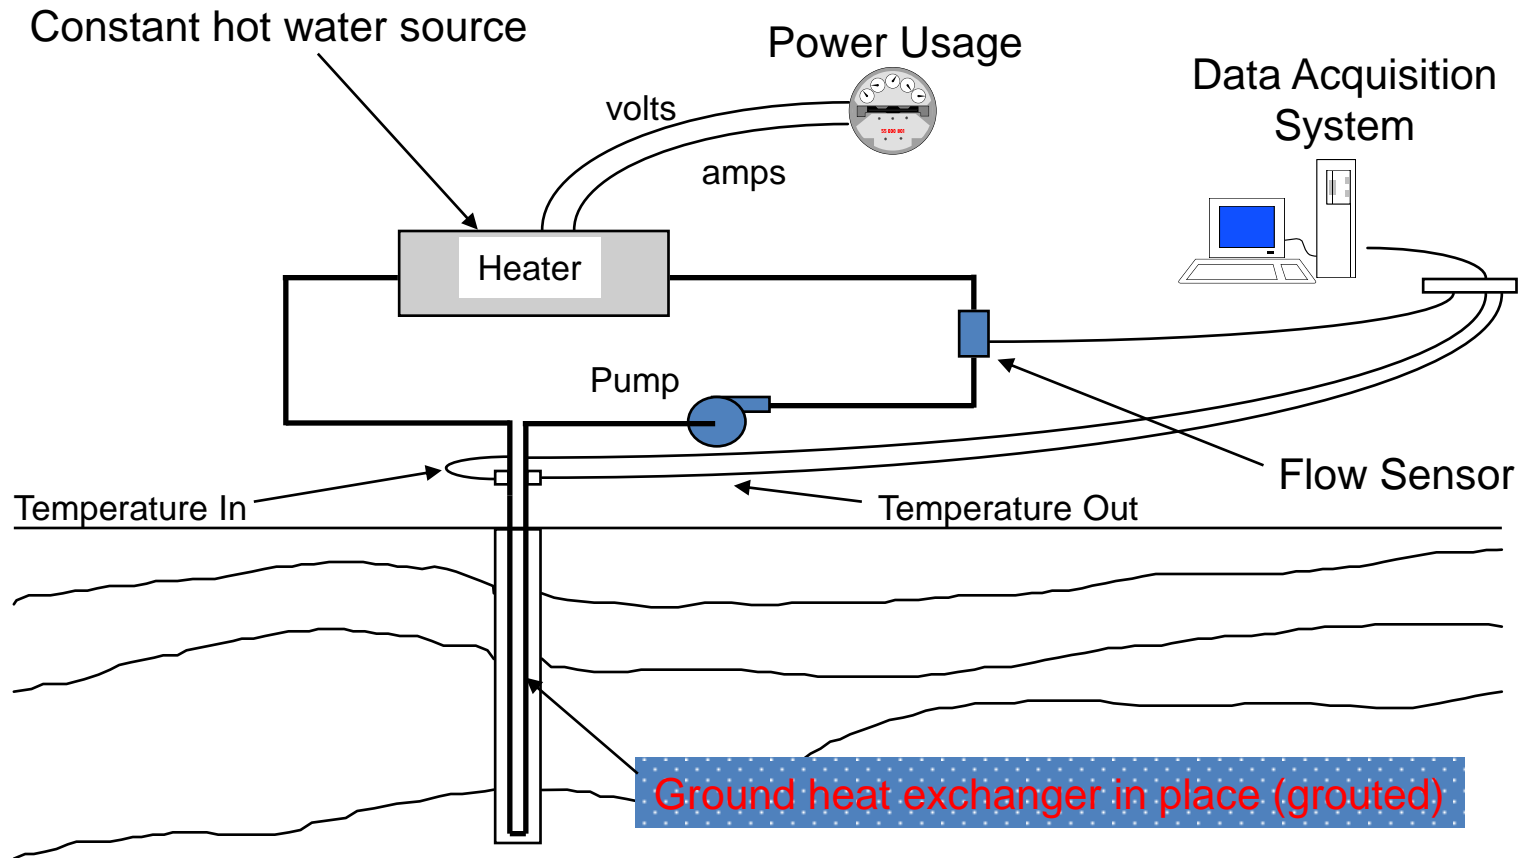 Constant hot water source
Power Usage
Data Acquisition
System
volts
amps
Heater
Pump
Flow Sensor
Temperature In
Temperature Out
Ground heat exchanger in place (grouted)